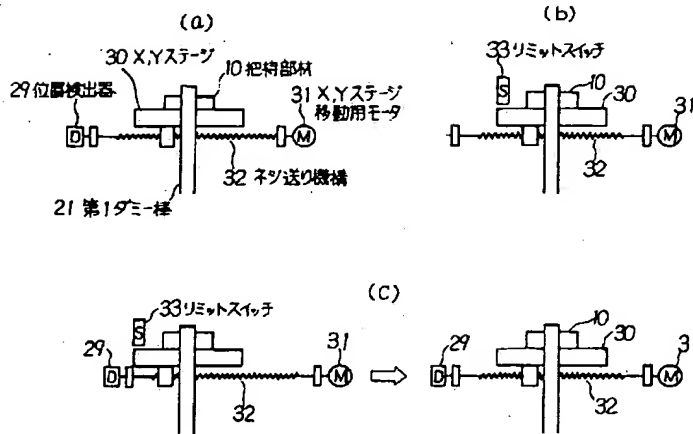 (a)
30 X,Yステージ
10 把持部材
29 位置検出器
31 X,Yステージ
移動用モータ
D
M
32 ネジ送り機構
21 第1ダミー棒
(b)
33 リミットスイッチ
S
10
30
31
M
32
(c)
33 リミットスイッチ
S
29
31
D
M
32
10
30
29
3
D
M
32